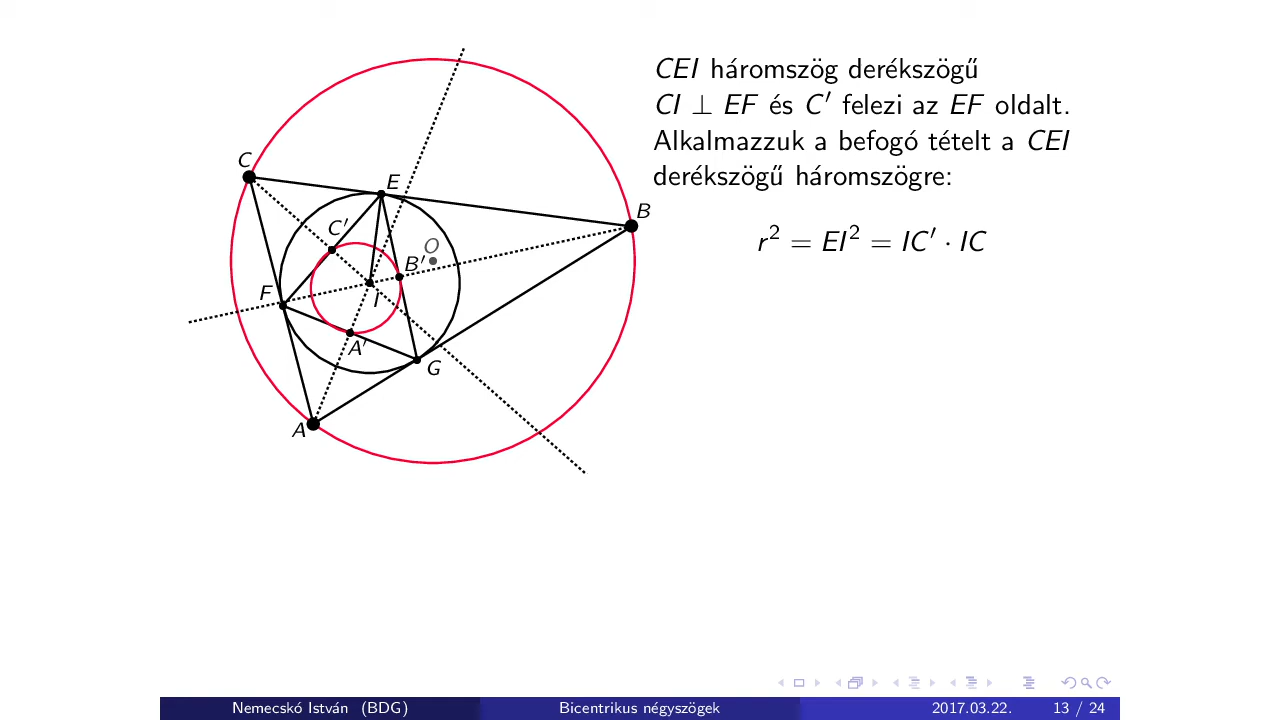 CEI háromszög derékszögű
CI ⊥ EF és C′ felezi az EF oldalt.
Alkalmazzuk a befogó tételt a CEI
derékszögű háromszögre:
r² = EI² = IC′ · IC
C
E
B
C′
O
B′
F
I
A′
G
A
Nemecskó István (BDG)
Bicentrikus négyszögek
2017.03.22.
13 / 24